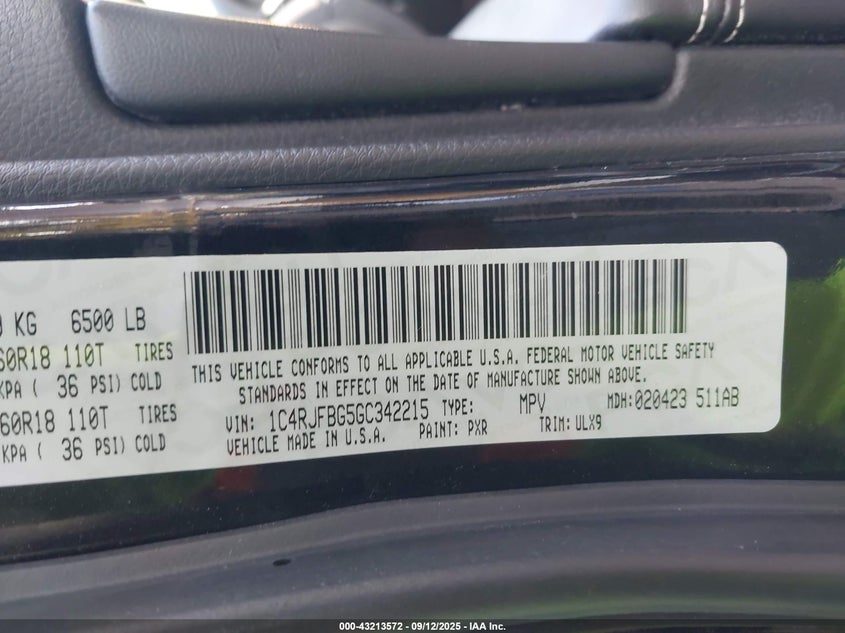 KG 6500 LB
60R18 110T TIRES
KPA ( 36 PSI) COLD
60R18 110T TIRES
KPA ( 36 PSI) COLD
THIS VEHICLE CONFORMS TO ALL APPLICABLE U.S.A. FEDERAL MOTOR VEHICLE SAFETY
STANDARDS IN EFFECT ON THE DATE OF MANUFACTURE SHOWN ABOVE.
VIN: 1C4RJFBG5GC342215 TYPE: MPV MDH:020423 511AB
VEHICLE MADE IN U.S.A. PAINT: PXR TRIM: ULX9
000-43213572 - 09/12/2025 - IAA Inc.